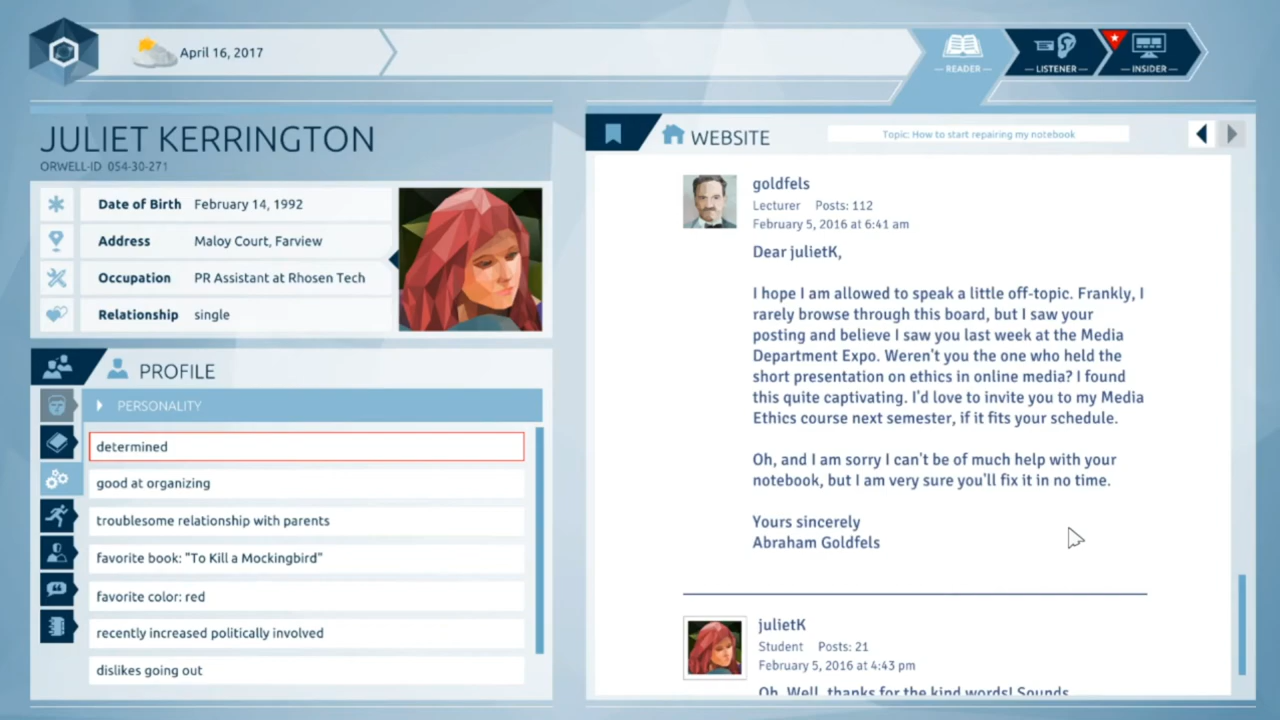 April 16, 2017
READER
LISTENER
INSIDER
JULIET KERRINGTON
ORWELL-ID 054-30-271
Date of Birth February 14, 1992
Address Maloy Court, Farview
Occupation PR Assistant at Rhosen Tech
Relationship single
PROFILE
PERSONALITY
determined
good at organizing
troublesome relationship with parents
favorite book: "To Kill a Mockingbird"
favorite color: red
recently increased politically involved
dislikes going out
WEBSITE
Topic: How to start repairing my notebook
goldfels
Lecturer Posts: 112
February 5, 2016 at 6:41 am
Dear julietK,
I hope I am allowed to speak a little off-topic. Frankly, I
rarely browse through this board, but I saw your
posting and believe I saw you last week at the Media
Department Expo. Weren't you the one who held the
short presentation on ethics in online media? I found
this quite captivating. I'd love to invite you to my Media
Ethics course next semester, if it fits your schedule.
Oh, and I am sorry I can't be of much help with your
notebook, but I am very sure you'll fix it in no time.
Yours sincerely
Abraham Goldfels
julietK
Student Posts: 21
February 5, 2016 at 4:43 pm
Oh. Well, thanks for the kind words! Sounds